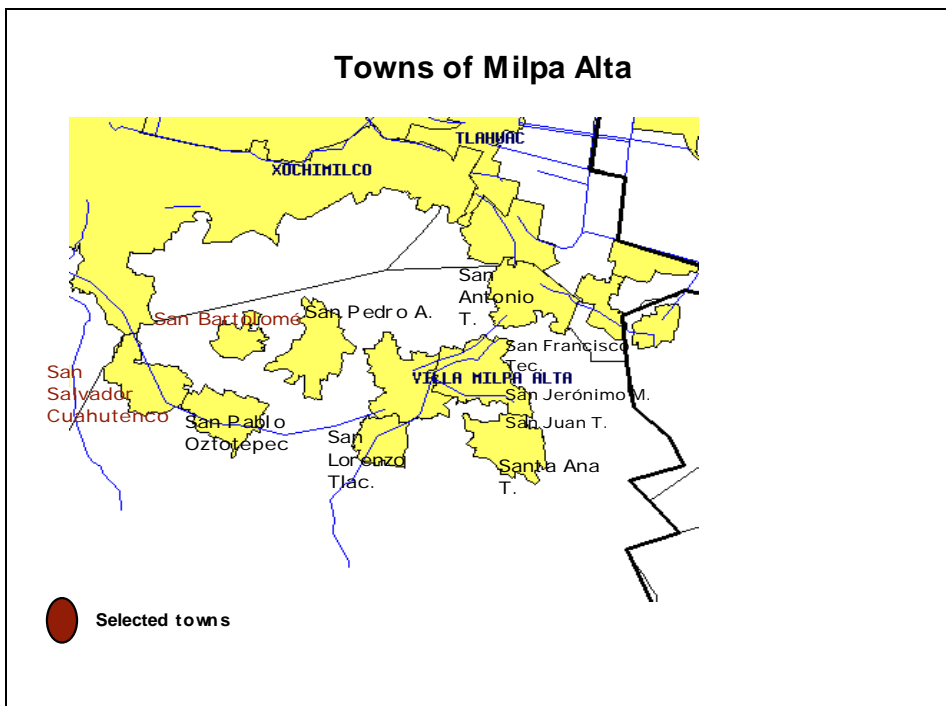 Towns of Milpa Alta
TLAHUAC
XOCHIMILCO
San
Antonio
T.
San Bartolomé
San Pedro A.
San Francisco
Tec.
San
Salvador
Cuahutenco
VILLA MILPA ALTA
San Jerónimo M.
San Pablo
Oztotepec
San Juan T.
San
Lorenzo
Tlac.
Santa Ana
T.
Selected towns